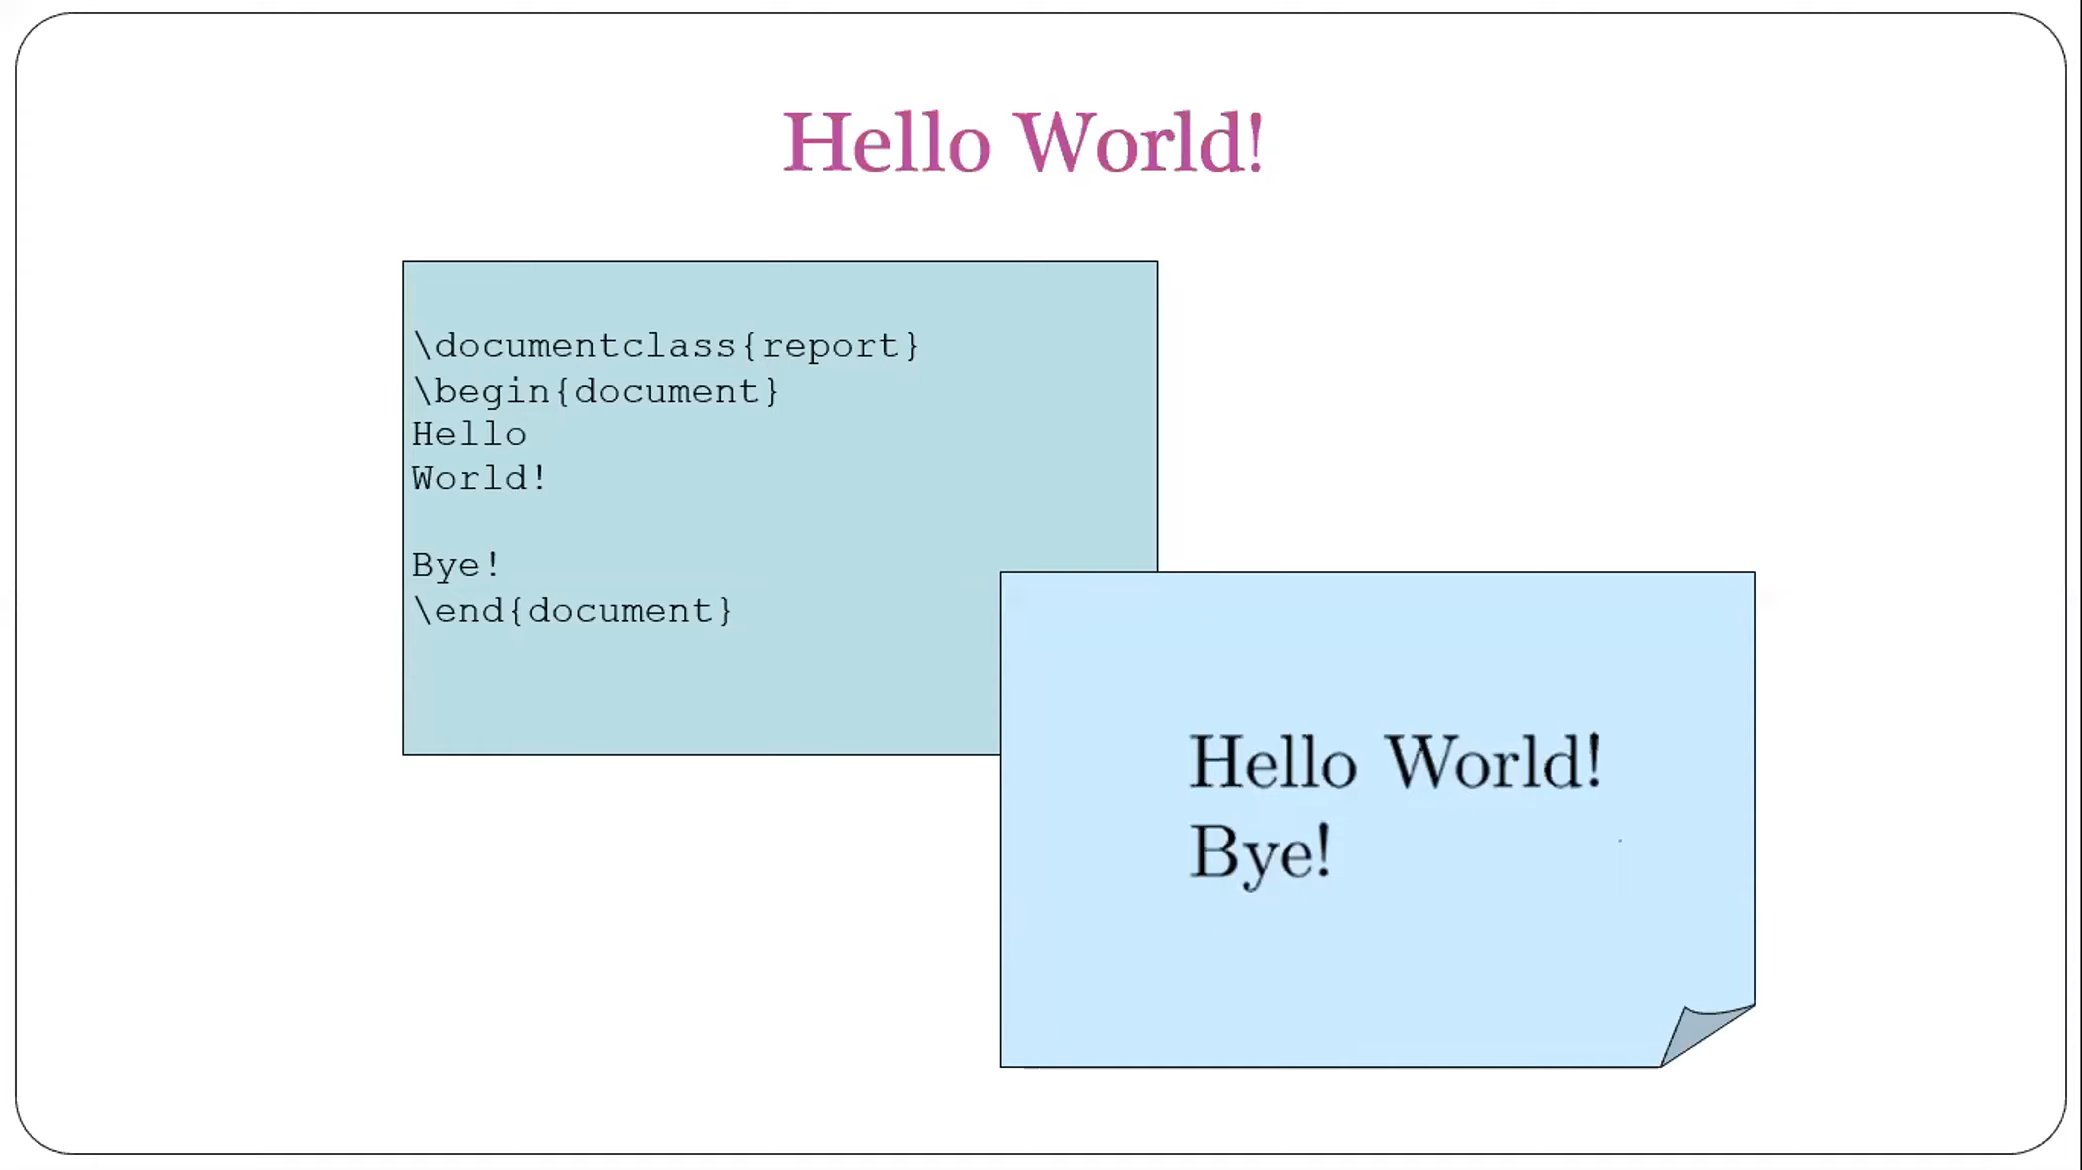 Hello World!
\documentclass{report}
\begin{document}
Hello
World!
Bye!
\end{document}
Hello World!
Bye!